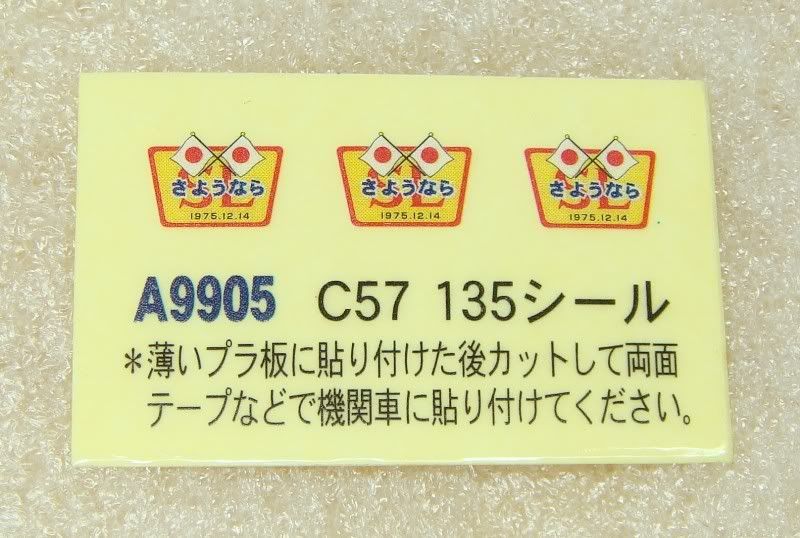 SL
さようなら
1975.12.14
SL
さようなら
1975.12.14
SL
さようなら
1975.12.14
A9905 C57 135シール
＊薄いプラ板に貼り付けた後カットして両面
テープなどで機関車に貼り付けてください。